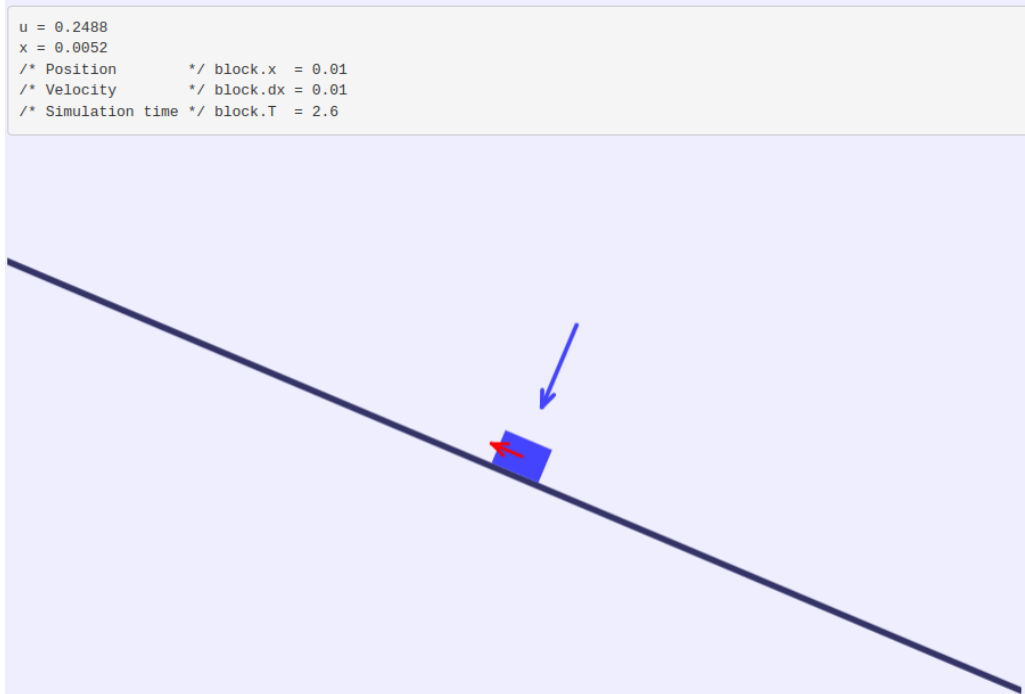 u = 0.2488
x = 0.0052
/* Position        */ block.x  = 0.01
/* Velocity        */ block.dx = 0.01
/* Simulation time */ block.T  = 2.6